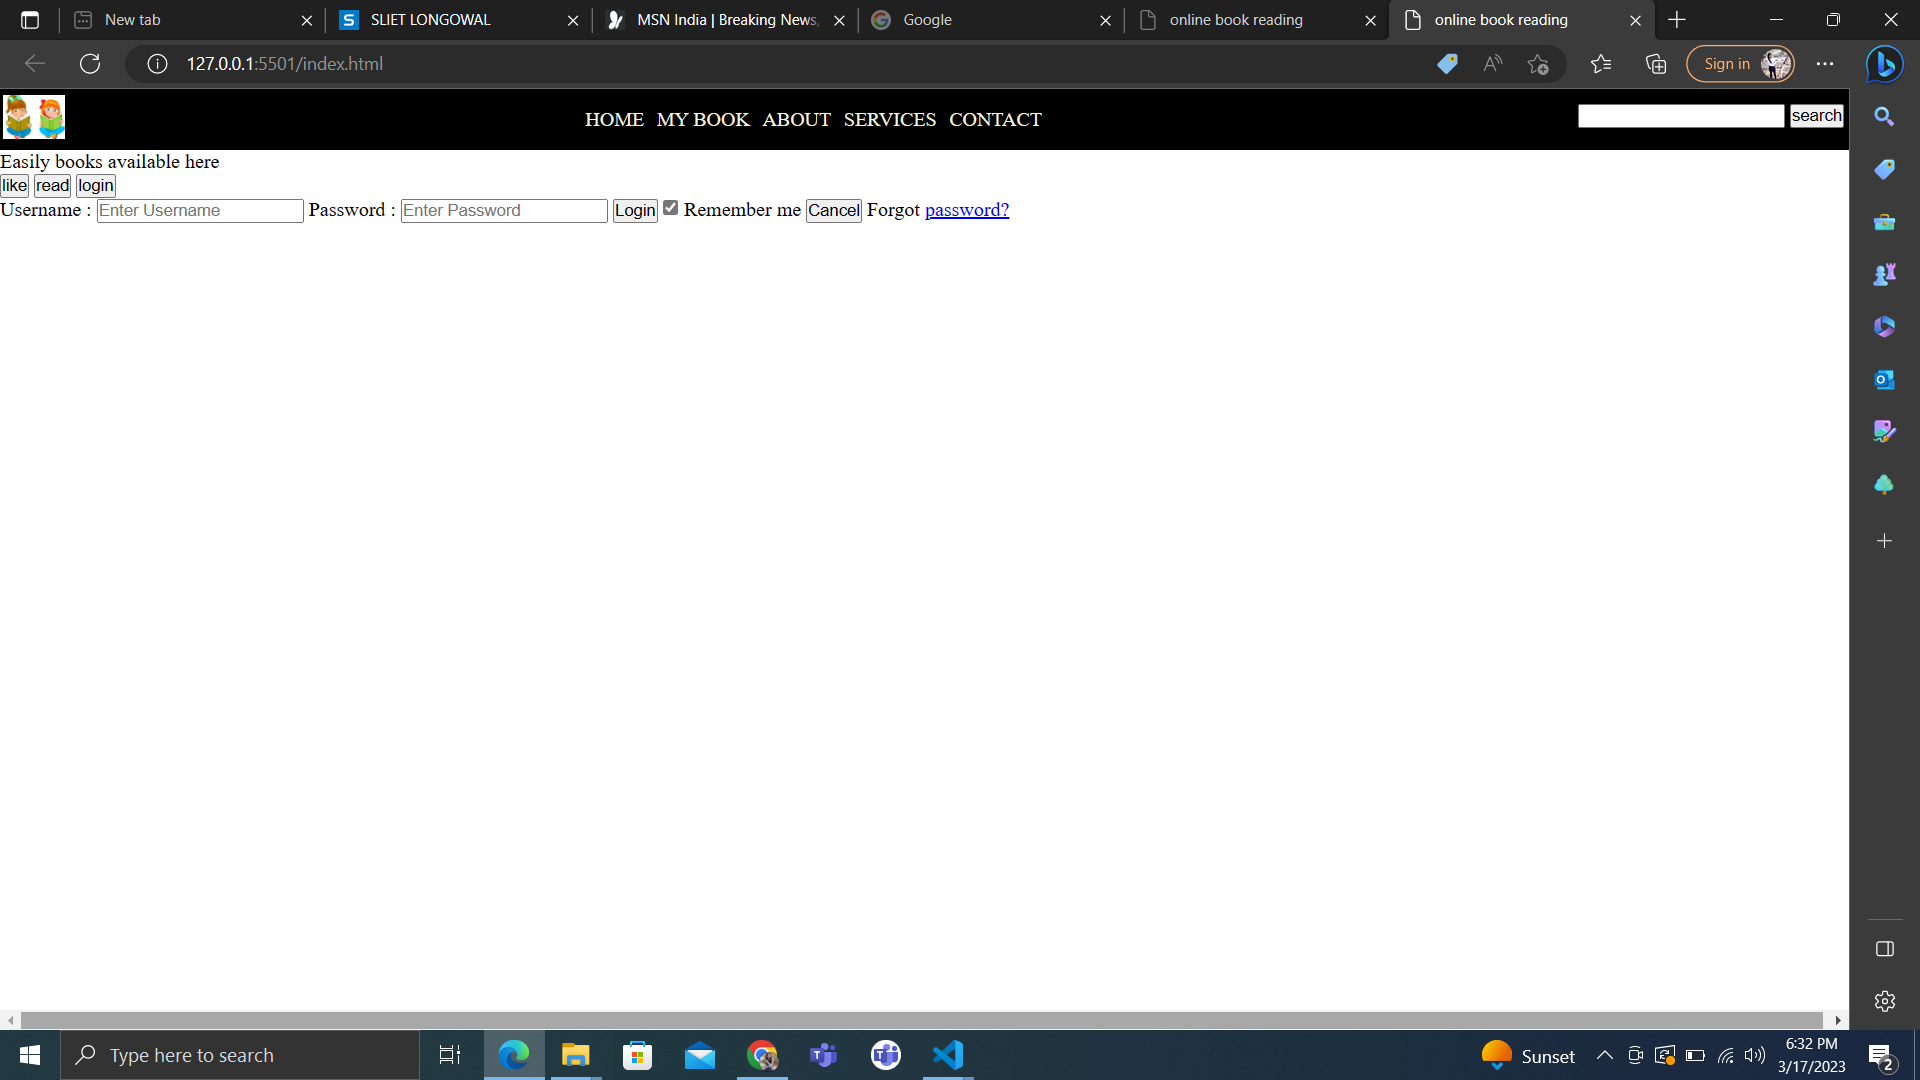 New tab
SLIET LONGOWAL
MSN India | Breaking News,
Google
online book reading
online book reading
127.0.0.1:5501/index.html
Sign in
HOME MY BOOK ABOUT SERVICES CONTACT
search
Easily books available here
like read login
Username : Enter Username Password : Enter Password Login Remember me Cancel Forgot password?
Type here to search
Sunset
6:32 PM
3/17/2023
2